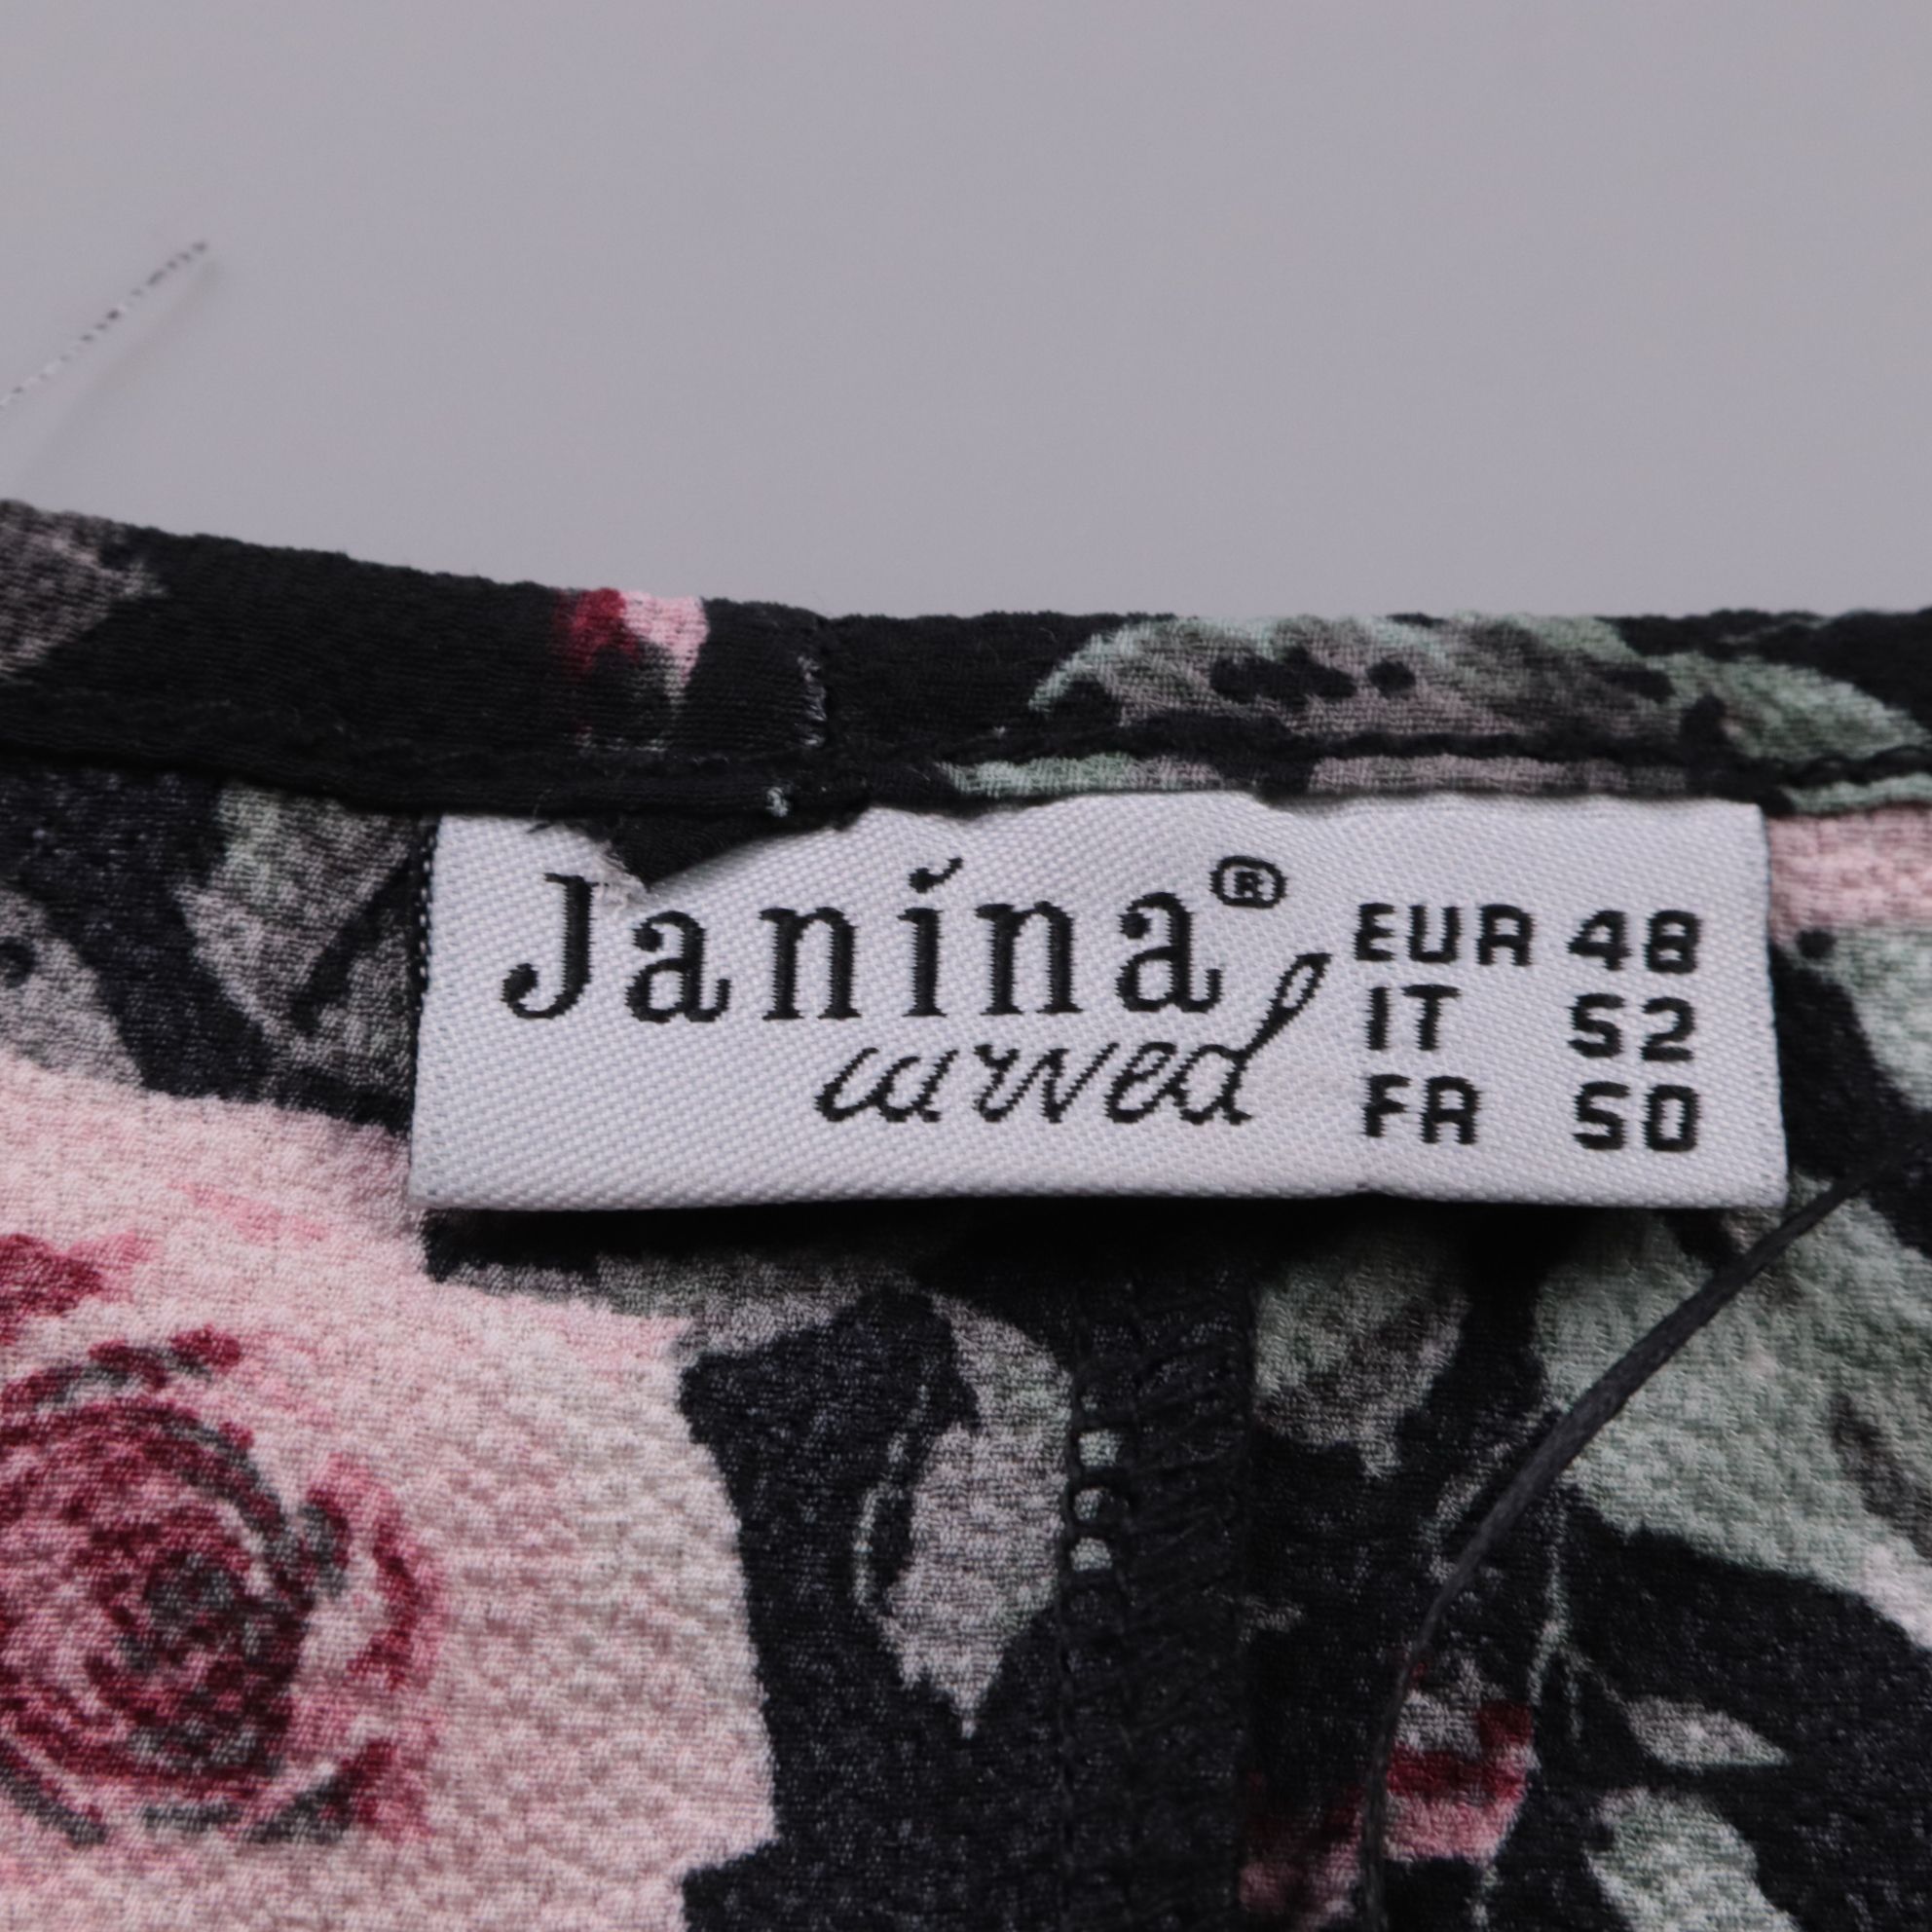 Janina®
curved
EUR 48
IT 52
FR 50